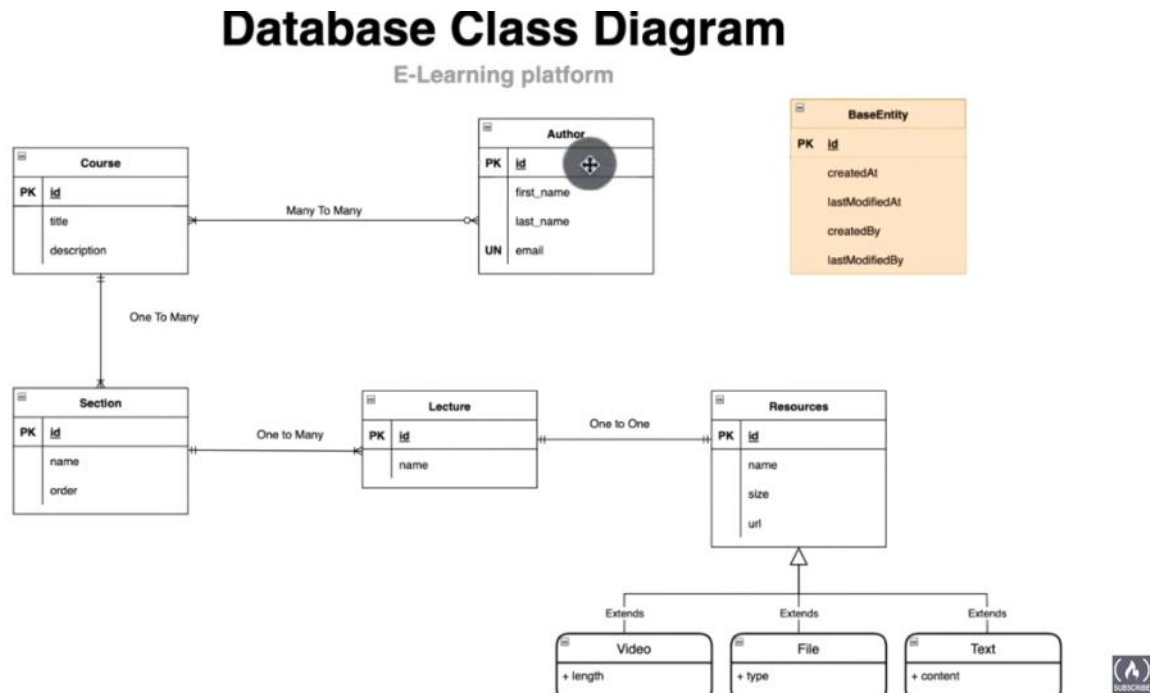 Database Class Diagram
E-Learning platform
Course
PK id
title
description
Many To Many
Author
PK id
first_name
last_name
UN email
BaseEntity
PK id
createdAt
lastModifiedAt
createdBy
lastModifiedBy
One To Many
Section
PK id
name
order
One to Many
Lecture
PK id
name
One to One
Resources
PK id
name
size
url
Extends
Extends
Extends
Video
+ length
File
+ type
Text
+ content
SUBSCRIBE